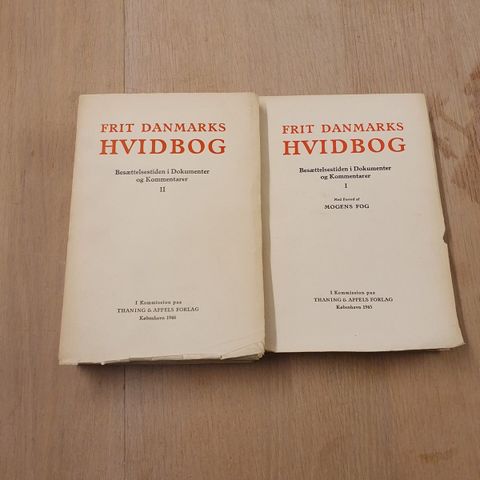 FRIT DANMARKS
HVIDBOG
Besættelsestiden i Dokumenter
og Kommentarer
II
I Kommission paa
THANING & APPELS FORLAG
København 1946
FRIT DANMARKS
HVIDBOG
Besættelsestiden i Dokumenter
og Kommentarer
I
Med Forord af
MOGENS FOG
I Kommission paa
THANING & APPELS FORLAG
København 1945